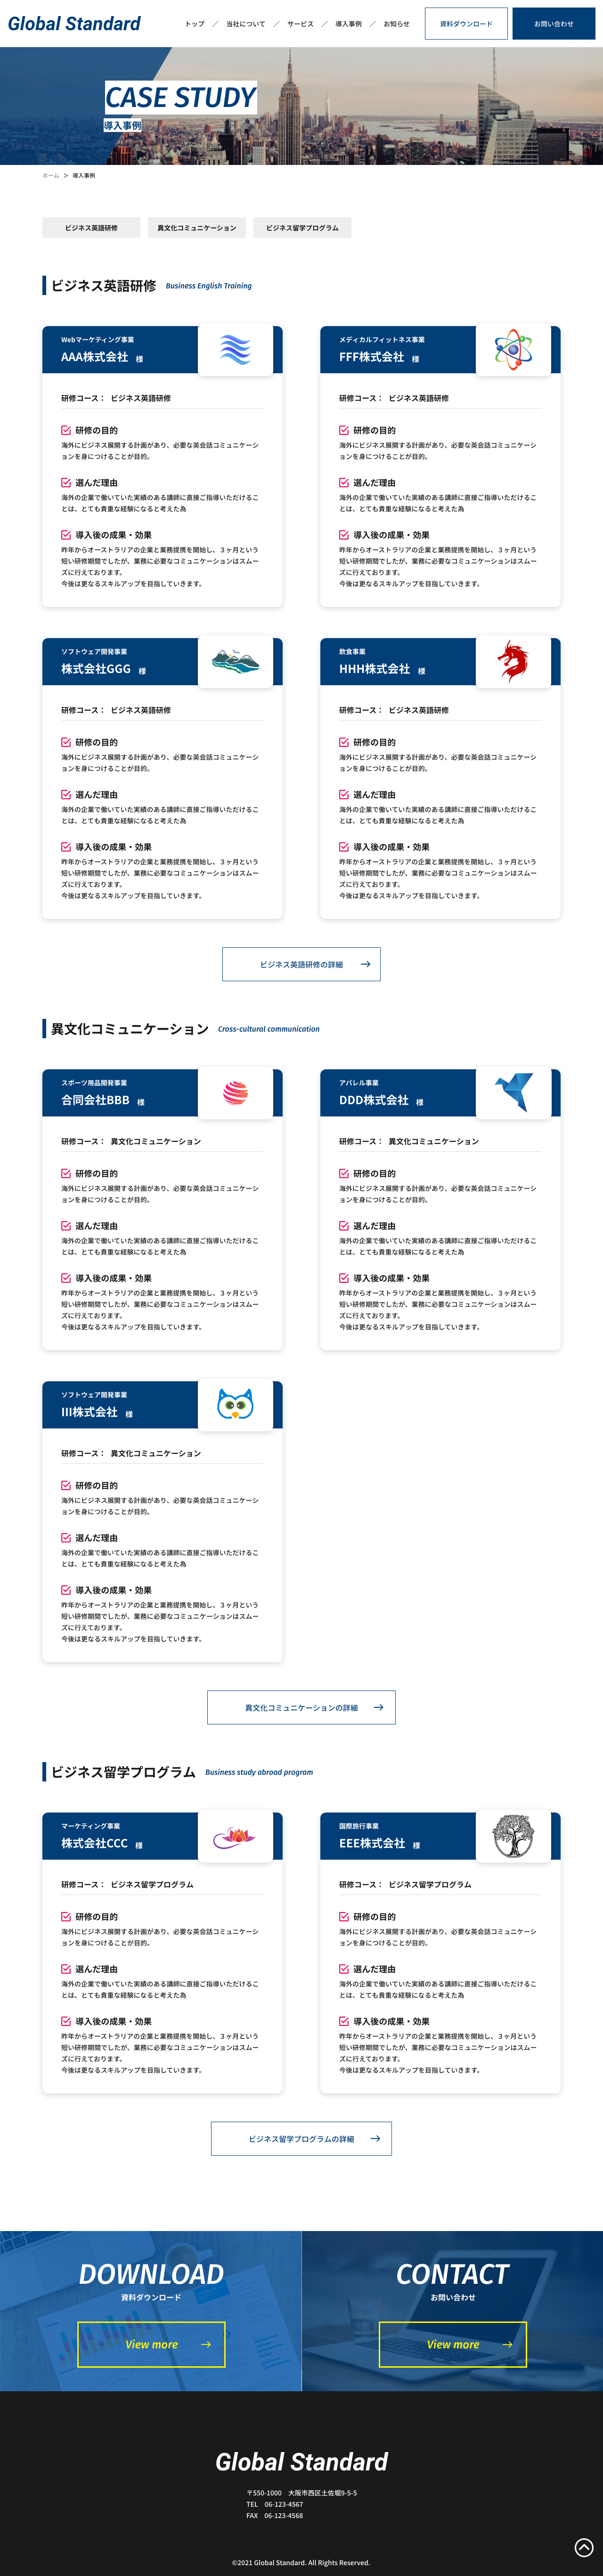 Global Standard
トップ ／ 当社について ／ サービス ／ 導入事例 ／ お知らせ
資料ダウンロード
お問い合わせ
CASE STUDY
導入事例
ホーム ＞ 導入事例
ビジネス英語研修
異文化コミュニケーション
ビジネス留学プログラム
ビジネス英語研修 Business English Training
Webマーケティング事業
AAA株式会社 様
研修コース： ビジネス英語研修
研修の目的
海外にビジネス展開する計画があり、必要な英会話コミュニケーシ
ョンを身につけることが目的。
選んだ理由
海外の企業で働いていた実績のある講師に直接ご指導いただけるこ
とは、とても貴重な経験になると考えた為
導入後の成果・効果
昨年からオーストラリアの企業と業務提携を開始し、３ヶ月という
短い研修期間でしたが、業務に必要なコミュニケーションはスムー
ズに行えております。
今後は更なるスキルアップを目指していきます。
メディカルフィットネス事業
FFF株式会社 様
研修コース： ビジネス英語研修
研修の目的
海外にビジネス展開する計画があり、必要な英会話コミュニケーシ
ョンを身につけることが目的。
選んだ理由
海外の企業で働いていた実績のある講師に直接ご指導いただけるこ
とは、とても貴重な経験になると考えた為
導入後の成果・効果
昨年からオーストラリアの企業と業務提携を開始し、３ヶ月という
短い研修期間でしたが、業務に必要なコミュニケーションはスムー
ズに行えております。
今後は更なるスキルアップを目指していきます。
ソフトウェア開発事業
株式会社GGG 様
研修コース： ビジネス英語研修
研修の目的
海外にビジネス展開する計画があり、必要な英会話コミュニケーシ
ョンを身につけることが目的。
選んだ理由
海外の企業で働いていた実績のある講師に直接ご指導いただけるこ
とは、とても貴重な経験になると考えた為
導入後の成果・効果
昨年からオーストラリアの企業と業務提携を開始し、３ヶ月という
短い研修期間でしたが、業務に必要なコミュニケーションはスムー
ズに行えております。
今後は更なるスキルアップを目指していきます。
飲食事業
HHH株式会社 様
研修コース： ビジネス英語研修
研修の目的
海外にビジネス展開する計画があり、必要な英会話コミュニケーシ
ョンを身につけることが目的。
選んだ理由
海外の企業で働いていた実績のある講師に直接ご指導いただけるこ
とは、とても貴重な経験になると考えた為
導入後の成果・効果
昨年からオーストラリアの企業と業務提携を開始し、３ヶ月という
短い研修期間でしたが、業務に必要なコミュニケーションはスムー
ズに行えております。
今後は更なるスキルアップを目指していきます。
ビジネス英語研修の詳細
異文化コミュニケーション Cross-cultural communication
スポーツ用品開発事業
合同会社BBB 様
研修コース： 異文化コミュニケーション
研修の目的
海外にビジネス展開する計画があり、必要な英会話コミュニケーシ
ョンを身につけることが目的。
選んだ理由
海外の企業で働いていた実績のある講師に直接ご指導いただけるこ
とは、とても貴重な経験になると考えた為
導入後の成果・効果
昨年からオーストラリアの企業と業務提携を開始し、３ヶ月という
短い研修期間でしたが、業務に必要なコミュニケーションはスムー
ズに行えております。
今後は更なるスキルアップを目指していきます。
アパレル事業
DDD株式会社 様
研修コース： 異文化コミュニケーション
研修の目的
海外にビジネス展開する計画があり、必要な英会話コミュニケーシ
ョンを身につけることが目的。
選んだ理由
海外の企業で働いていた実績のある講師に直接ご指導いただけるこ
とは、とても貴重な経験になると考えた為
導入後の成果・効果
昨年からオーストラリアの企業と業務提携を開始し、３ヶ月という
短い研修期間でしたが、業務に必要なコミュニケーションはスムー
ズに行えております。
今後は更なるスキルアップを目指していきます。
ソフトウェア開発事業
III株式会社 様
研修コース： 異文化コミュニケーション
研修の目的
海外にビジネス展開する計画があり、必要な英会話コミュニケーシ
ョンを身につけることが目的。
選んだ理由
海外の企業で働いていた実績のある講師に直接ご指導いただけるこ
とは、とても貴重な経験になると考えた為
導入後の成果・効果
昨年からオーストラリアの企業と業務提携を開始し、３ヶ月という
短い研修期間でしたが、業務に必要なコミュニケーションはスムー
ズに行えております。
今後は更なるスキルアップを目指していきます。
異文化コミュニケーションの詳細
ビジネス留学プログラム Business study abroad program
マーケティング事業
株式会社CCC 様
研修コース： ビジネス留学プログラム
研修の目的
海外にビジネス展開する計画があり、必要な英会話コミュニケーシ
ョンを身につけることが目的。
選んだ理由
海外の企業で働いていた実績のある講師に直接ご指導いただけるこ
とは、とても貴重な経験になると考えた為
導入後の成果・効果
昨年からオーストラリアの企業と業務提携を開始し、３ヶ月という
短い研修期間でしたが、業務に必要なコミュニケーションはスムー
ズに行えております。
今後は更なるスキルアップを目指していきます。
国際旅行事業
EEE株式会社 様
研修コース： ビジネス留学プログラム
研修の目的
海外にビジネス展開する計画があり、必要な英会話コミュニケーシ
ョンを身につけることが目的。
選んだ理由
海外の企業で働いていた実績のある講師に直接ご指導いただけるこ
とは、とても貴重な経験になると考えた為
導入後の成果・効果
昨年からオーストラリアの企業と業務提携を開始し、３ヶ月という
短い研修期間でしたが、業務に必要なコミュニケーションはスムー
ズに行えております。
今後は更なるスキルアップを目指していきます。
ビジネス留学プログラムの詳細
DOWNLOAD
資料ダウンロード
View more
CONTACT
お問い合わせ
View more
Global Standard
〒550-1000 大阪市西区土佐堀9-5-5
TEL 06-123-4567
FAX 06-123-4568
©2021 Global Standard. All Rights Reserved.